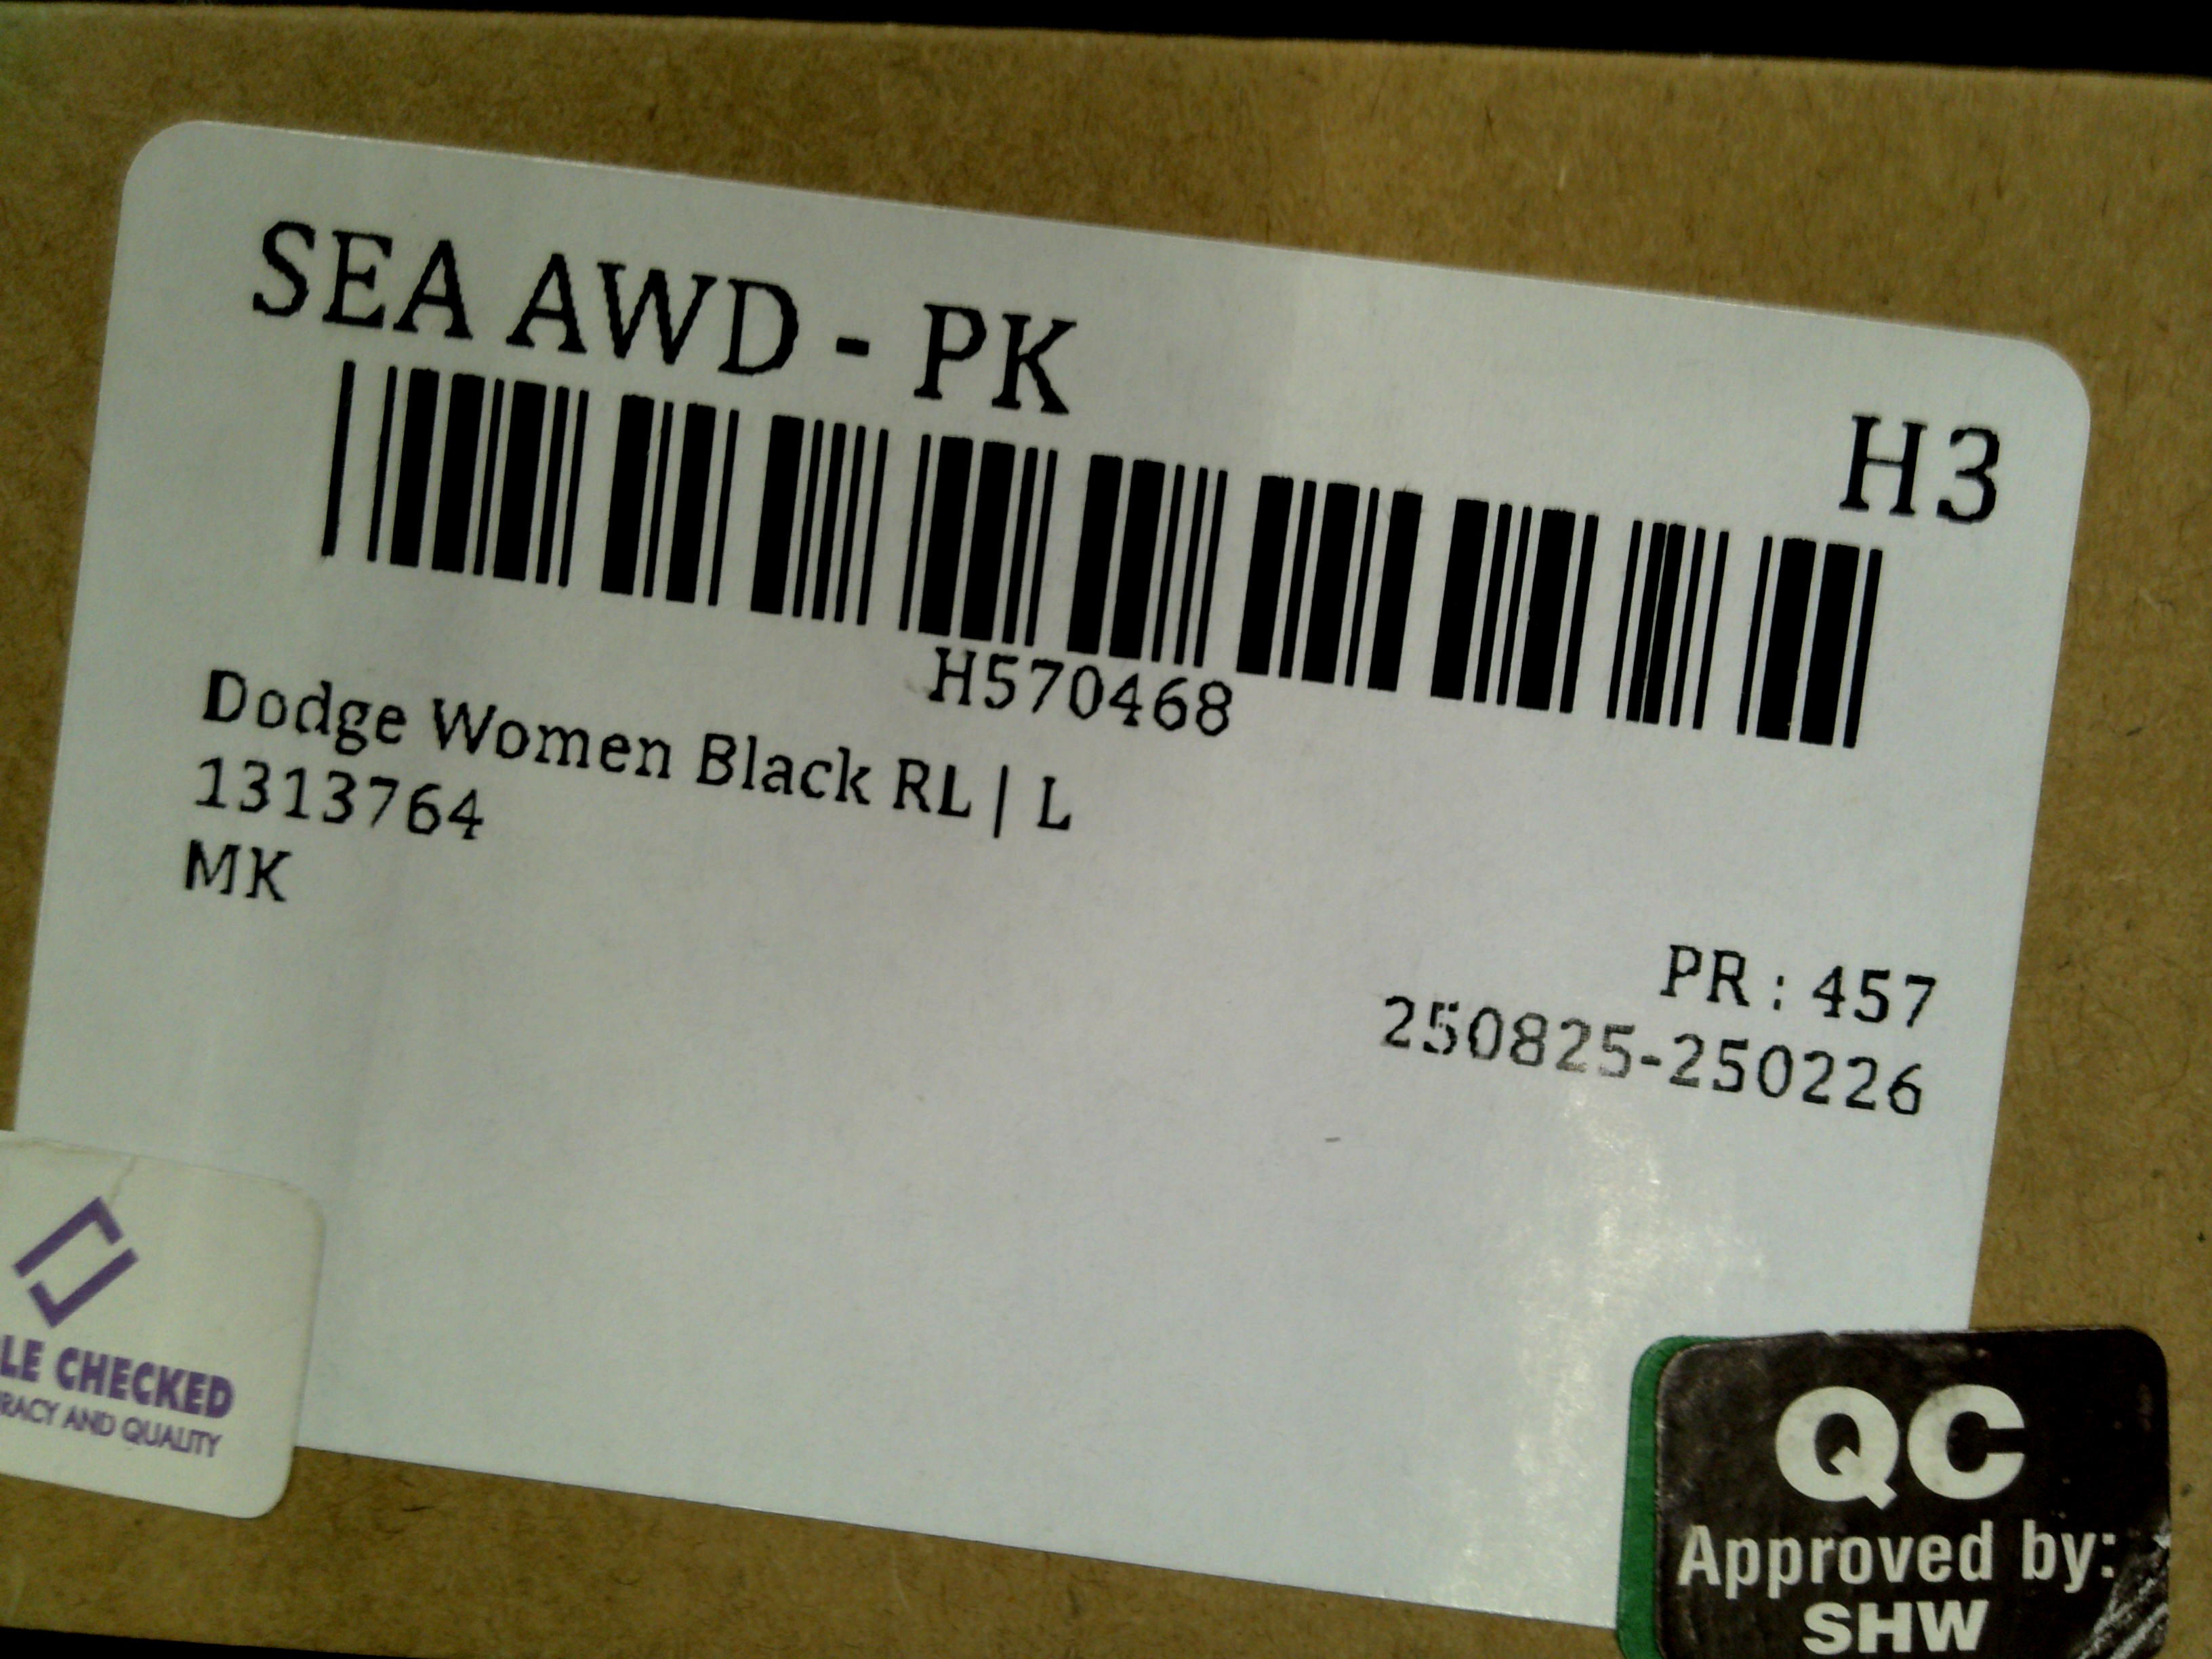 SEA AWD - PK
H3
H570468
Dodge Women Black RL | L
1313764
MK
PR : 457
250825-250226
LE CHECKED
RACY AND QUALITY
QC
Approved by:
SHW